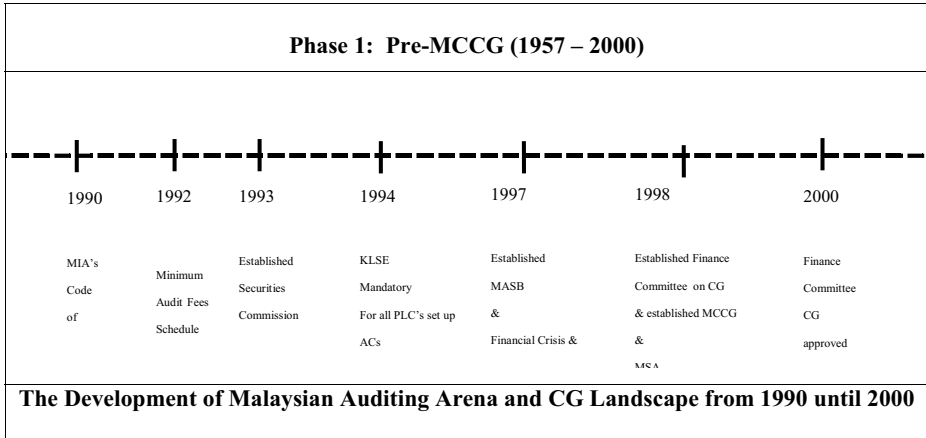 Phase 1: Pre-MCCG (1957 – 2000)
1990
1992
1993
1994
1997
1998
2000
MIA's
Code
of
Minimum
Audit Fees
Schedule
Established
Securities
Commission
KLSE
Mandatory
For all PLC's set up
ACs
Established
MASB
&
Financial Crisis &
Established Finance
Committee on CG
& established MCCG
&
MSA
Finance
Committee
CG
approved
The Development of Malaysian Auditing Arena and CG Landscape from 1990 until 2000